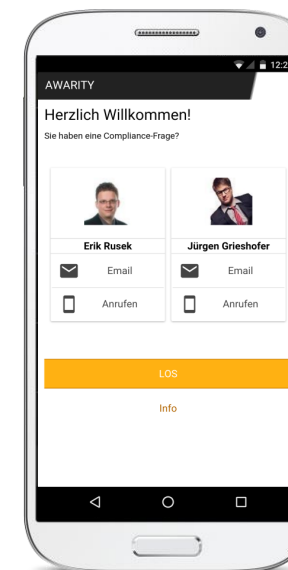 12:2
AWARITY
Herzlich Willkommen!
Sie haben eine Compliance-Frage?
Erik Rusek
Jürgen Grieshofer
Email
Email
Anrufen
Anrufen
LOS
Info